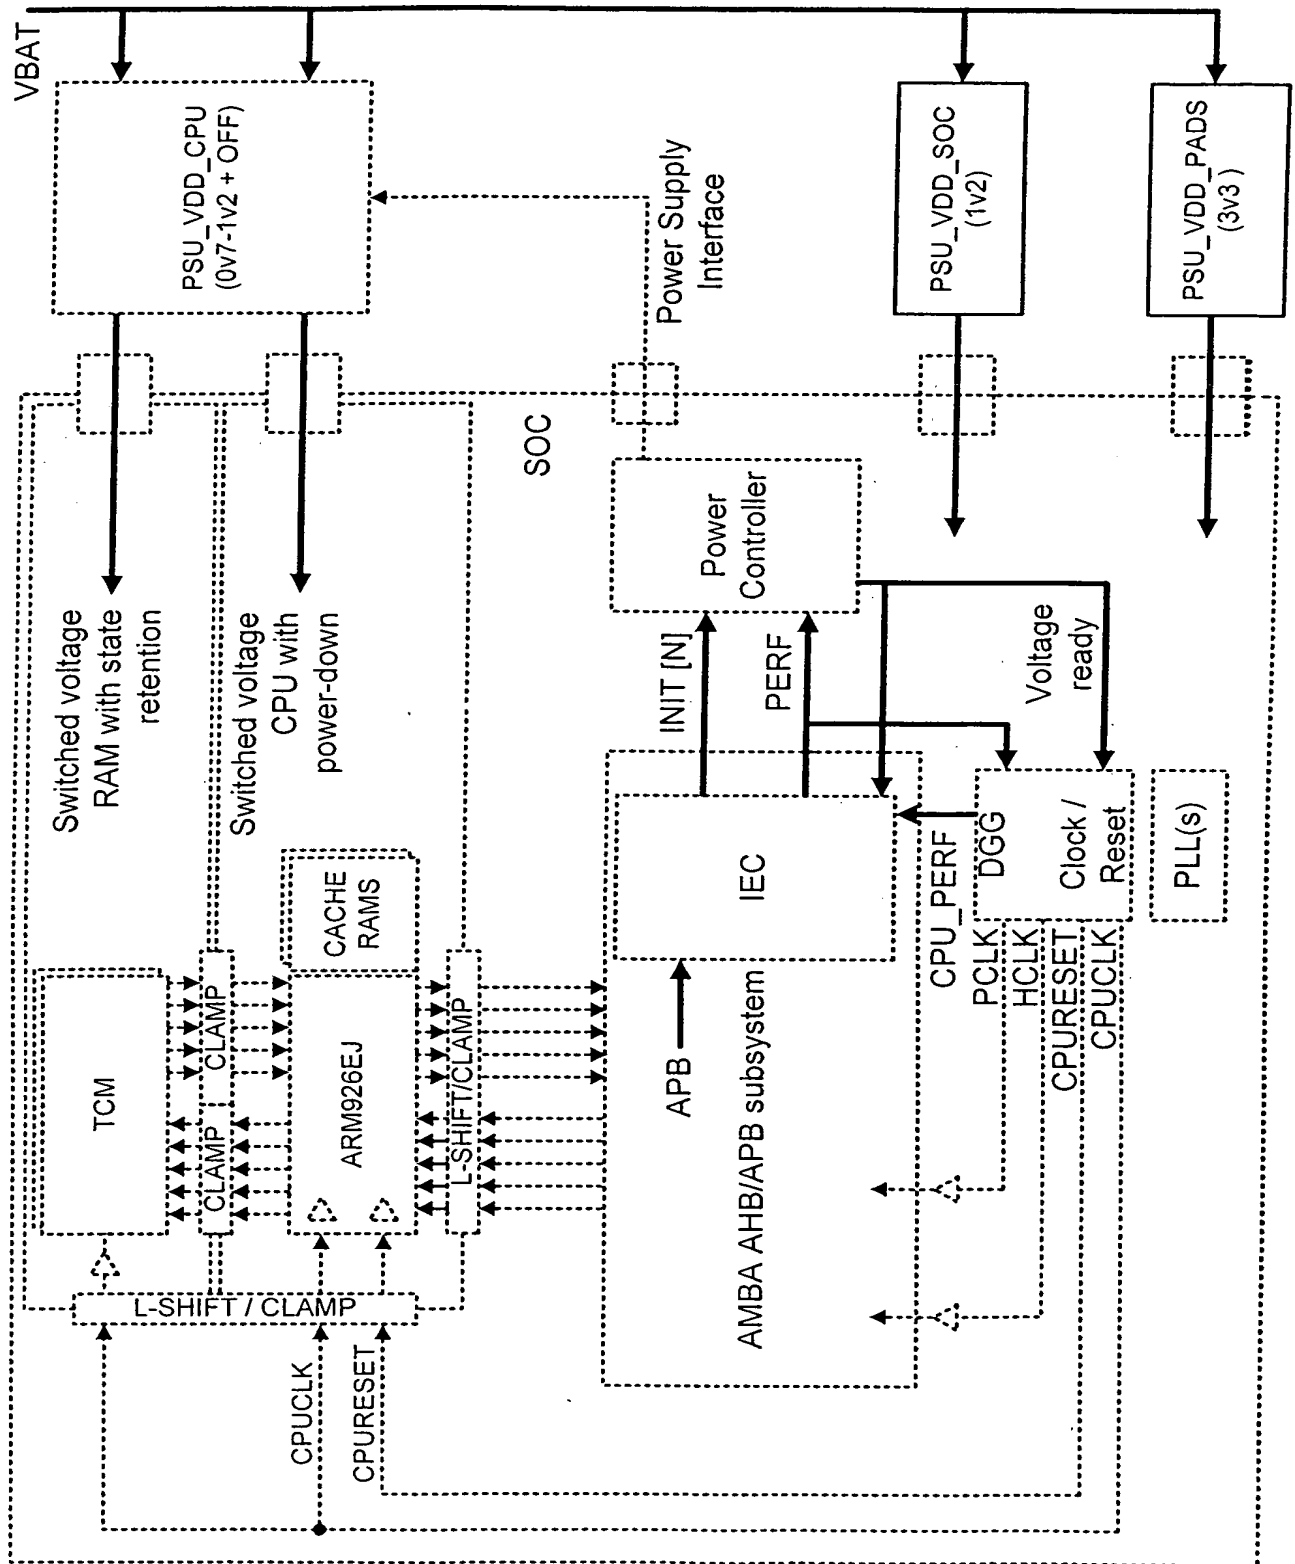 VBAT
PSU_VDD_CPU
(0v7-1v2 + OFF)
PSU_VDD_SOC
(1v2)
PSU_VDD_PADS
(3v3 )
Power Supply
Interface
SOC
Switched voltage
RAM with state
retention
Switched voltage
CPU with
power-down
Power
Controller
INIT [N]
PERF
Voltage
ready
TCM
CLAMP
CLAMP
CACHE
RAMS
ARM926EJ
L-SHIFT/CLAMP
L-SHIFT / CLAMP
IEC
APB
AMBA AHB/APB subsystem
CPU_PERF
DGG
Clock /
Reset
PLL(s)
PCLK
HCLK
CPURESET
CPUCLK
CPUCLK
CPURESET